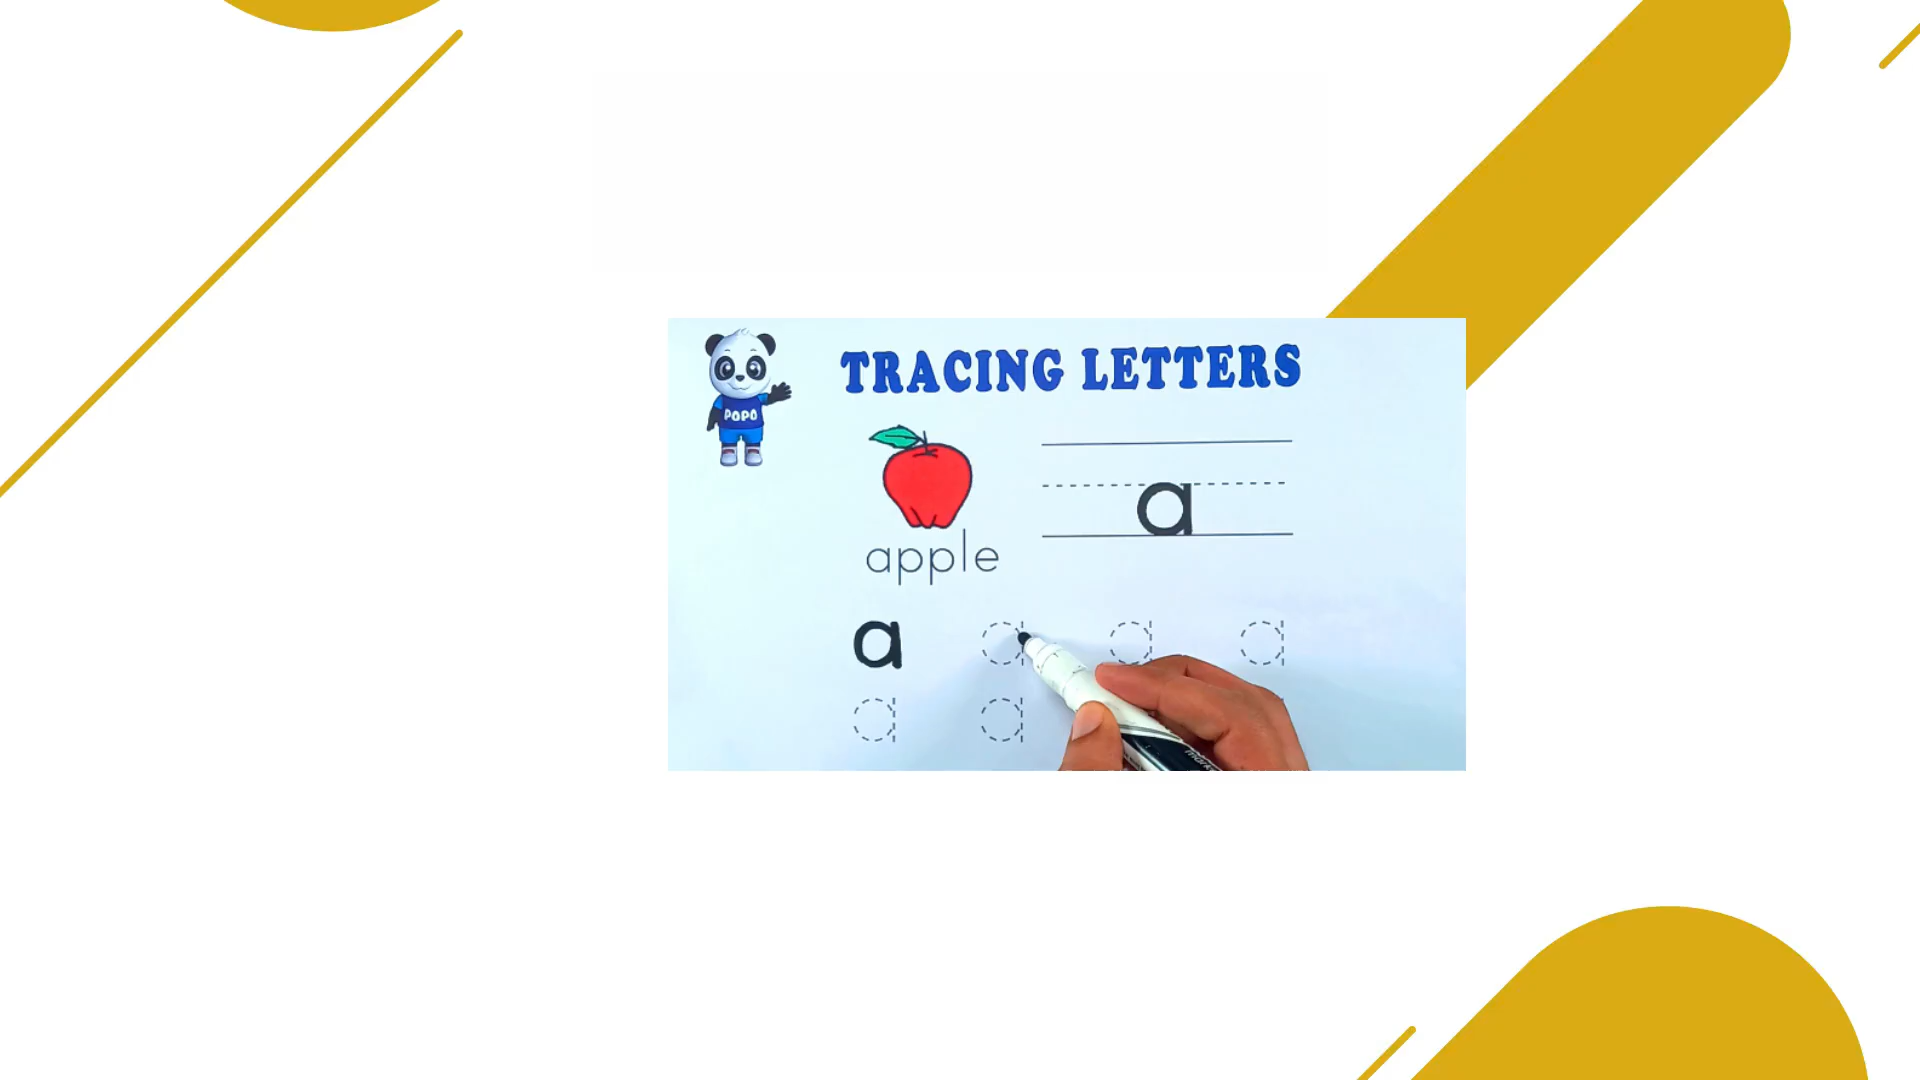 TRACING LETTERS
POPO
a
apple
a a a a
a a